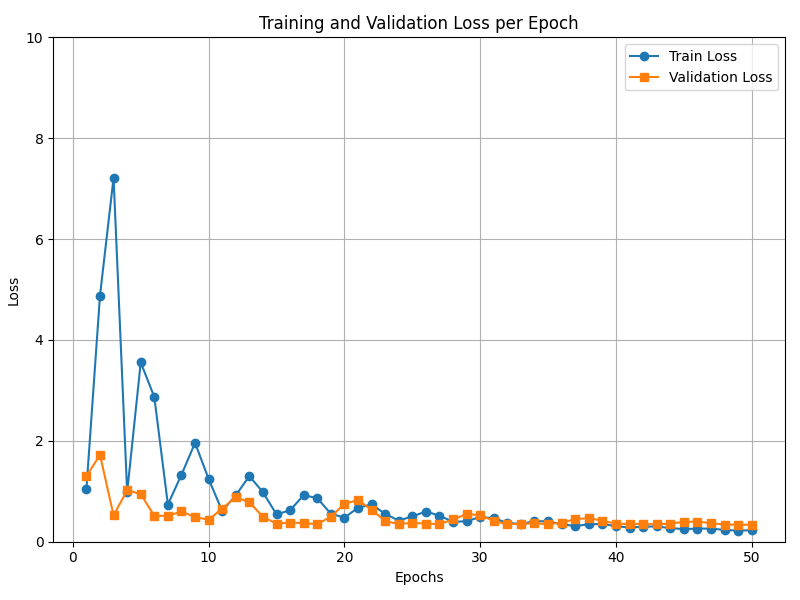 Training and Validation Loss per Epoch
Train Loss
Validation Loss
Loss
10
8
6
4
2
0
0 10 20 30 40 50
Epochs